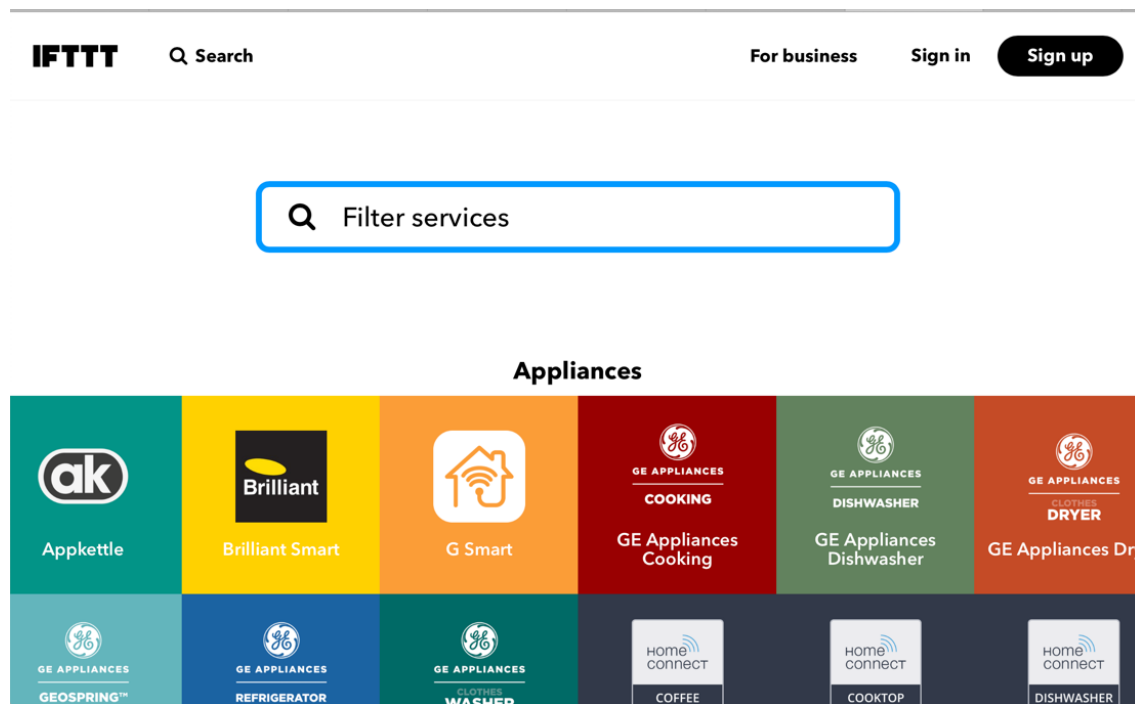 IFTTT Search For business Sign in Sign up
Filter services
Appliances
ak Brilliant GE APPLIANCES COOKING GE APPLIANCES DISHWASHER GE APPLIANCES CLOTHES DRYER
Appkettle Brilliant Smart G Smart GE Appliances Cooking GE Appliances Dishwasher GE Appliances Dr
GE APPLIANCES GE APPLIANCES GE APPLIANCES HOME CONNECT HOME CONNECT HOME CONNECT
GEOSPRING™ REFRIGERATOR CLOTHES WASHER COFFEE COOKTOP DISHWASHER